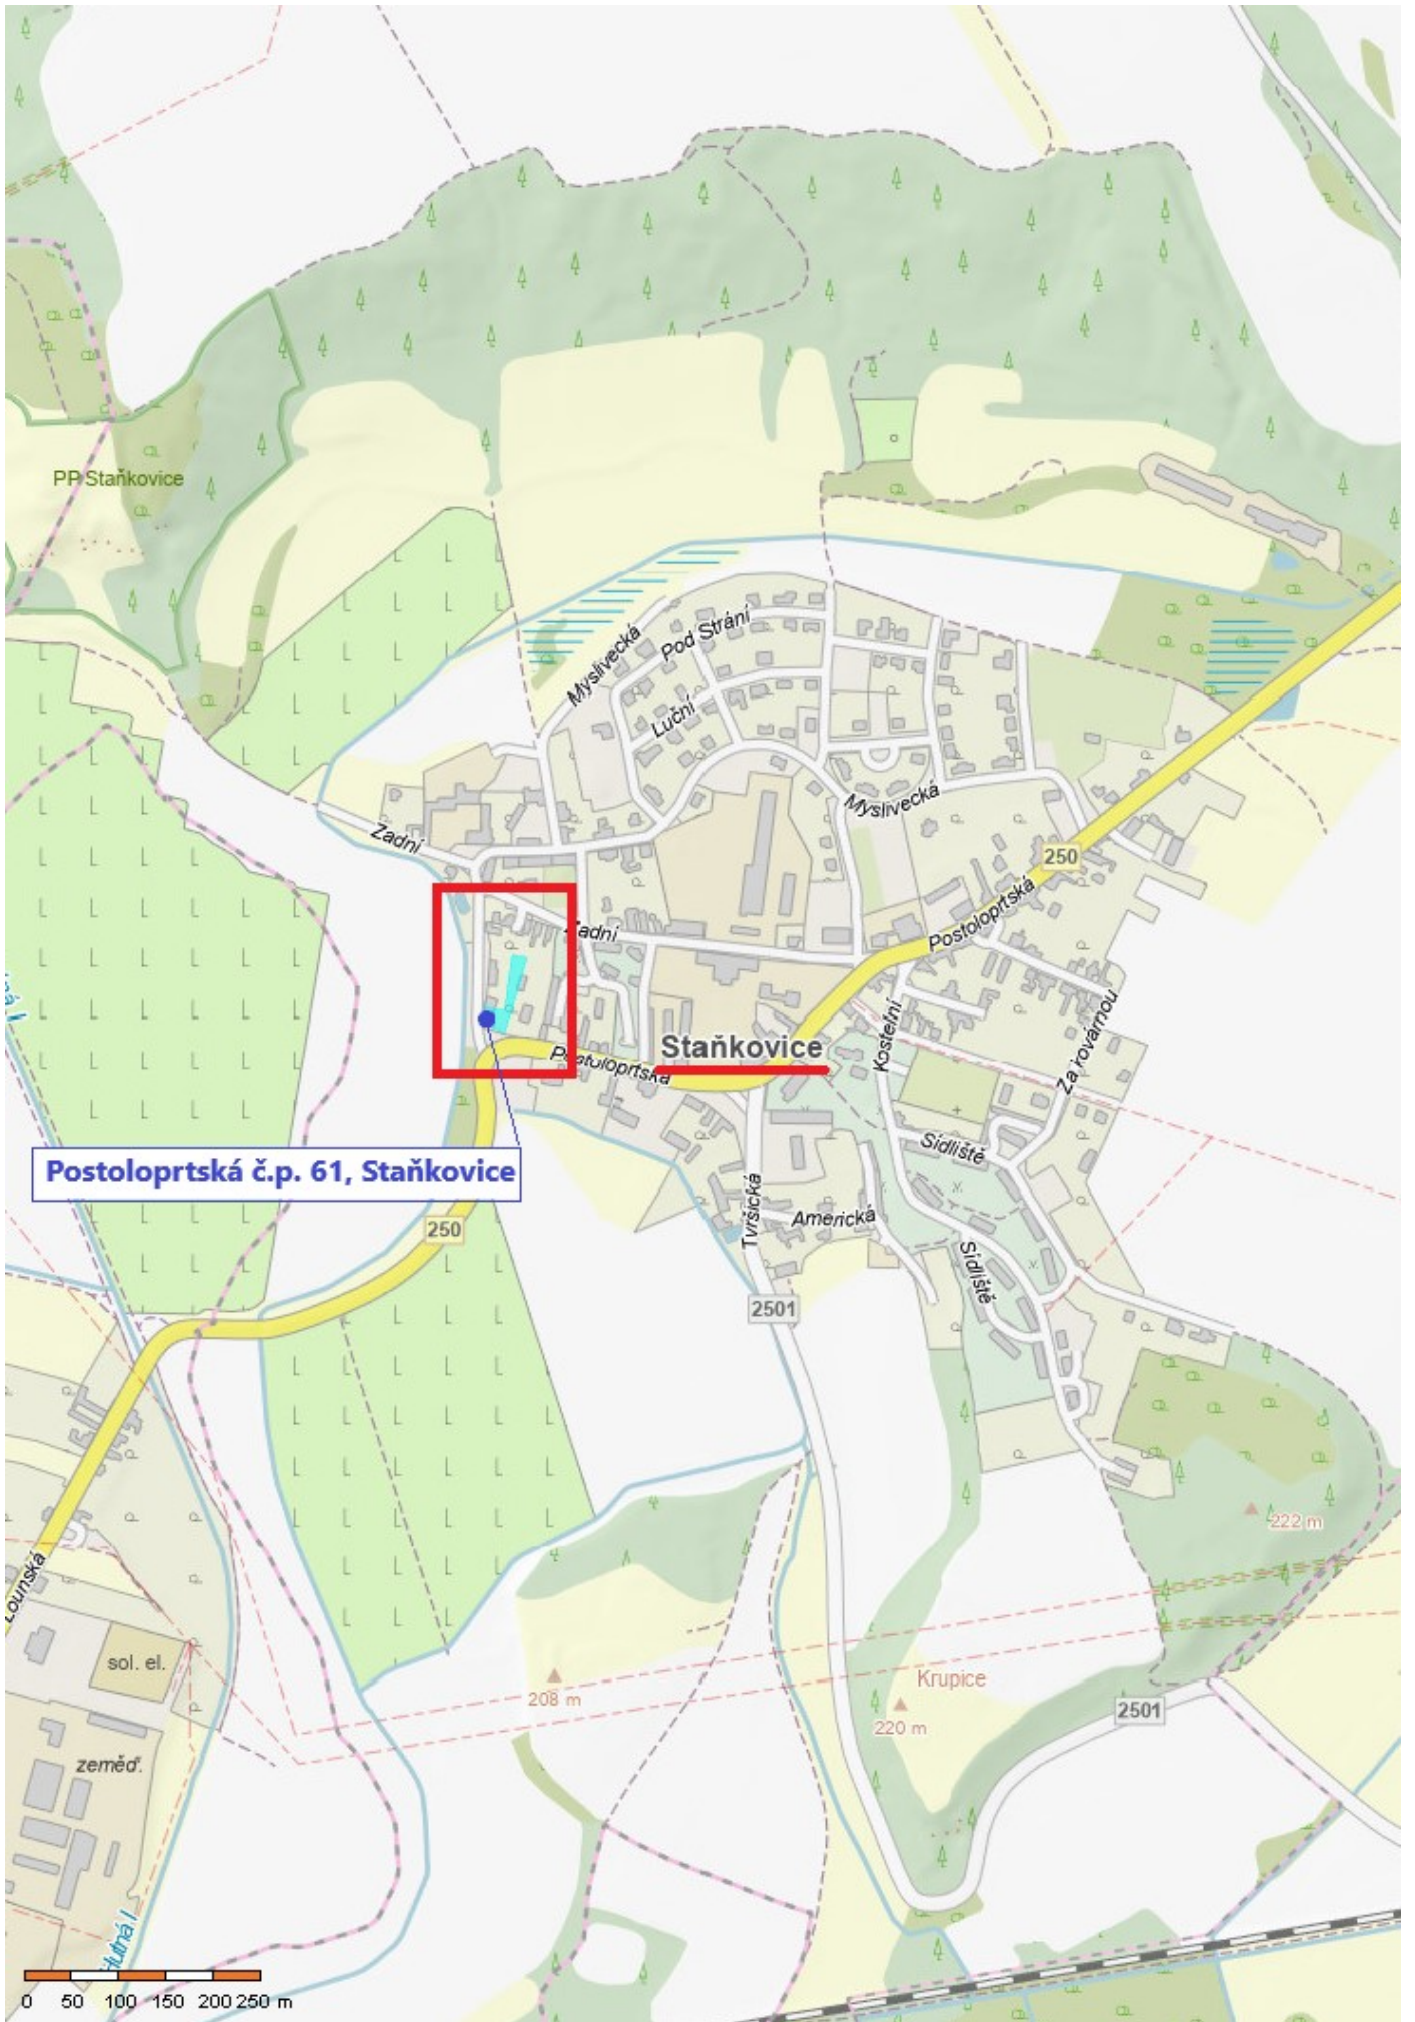 PP Staňkovice
Myslivecká
Pod Strání
Luční
Myslivecká
Zadní
250
Postoloprtská
Zadní
Kostelní
Za kovárnou
Staňkovice
Postoloprtská
Sídliště
Postoloprtská č.p. 61, Staňkovice
Tvršická
Americká
250
Sídliště
2501
222 m
Lounská
sol. el.
208 m
Krupice
220 m
2501
zeměď.
Hutná I
0 50 100 150 200 250 m